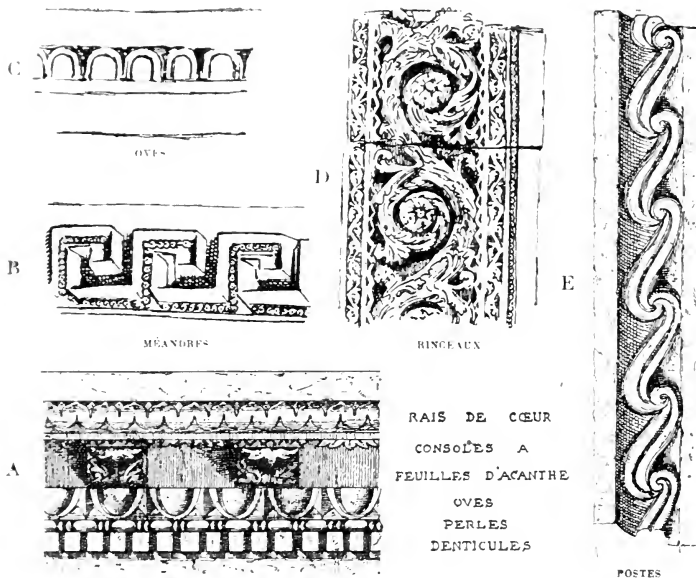 C
OVES
D
B
E
MÉANDRES
RINCEAUX
A
RAIS DE CŒUR
CONSOLES A
FEUILLES D'ACANTHE
OVES
PERLES
DENTICULES
POSTES